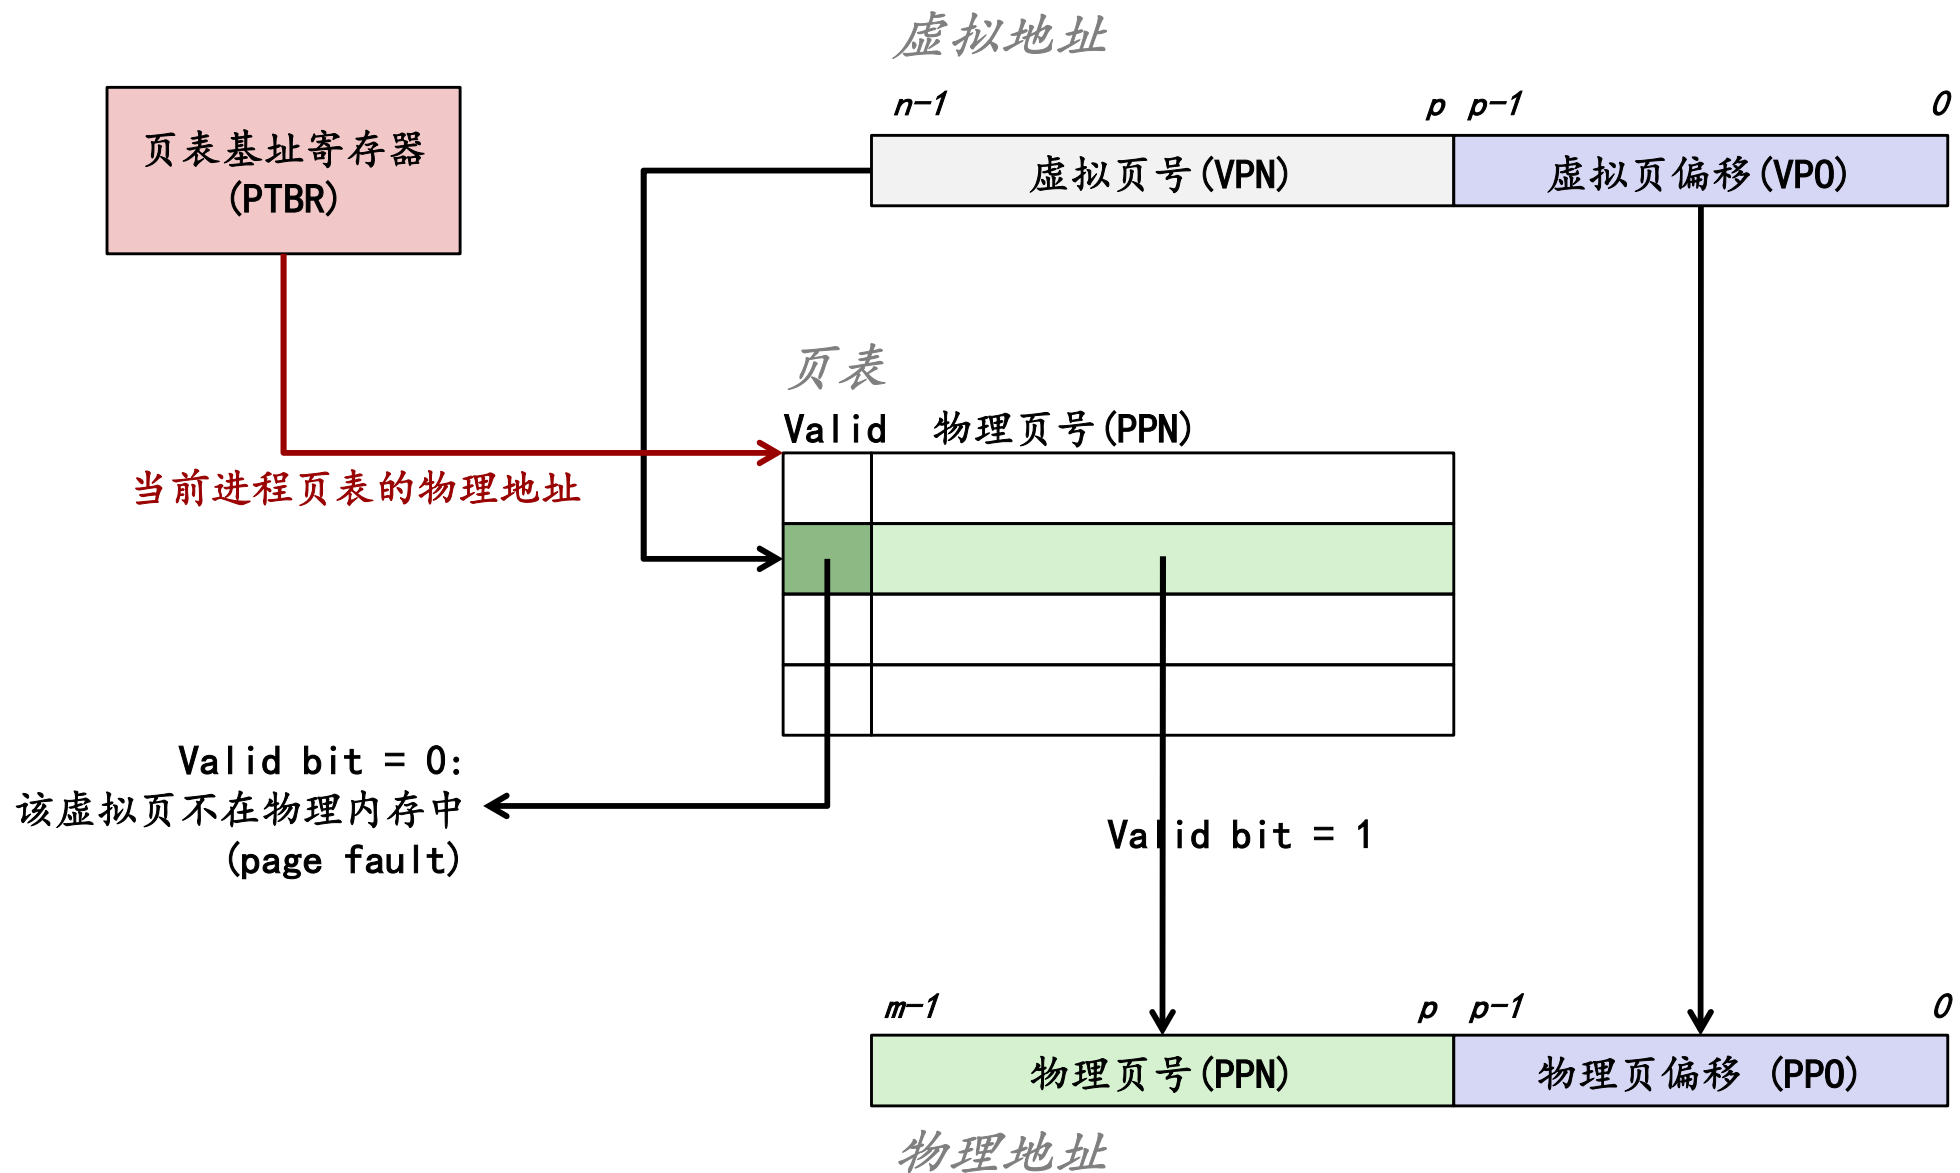 虚拟地址
n-1 p p-1 0
页表基址寄存器
(PTBR)
虚拟页号(VPN)
虚拟页偏移(VPO)
页表
Valid 物理页号(PPN)
当前进程页表的物理地址
Valid bit = 0:
该虚拟页不在物理内存中
(page fault)
Valid bit = 1
m-1 p p-1 0
物理页号(PPN)
物理页偏移 (PPO)
物理地址